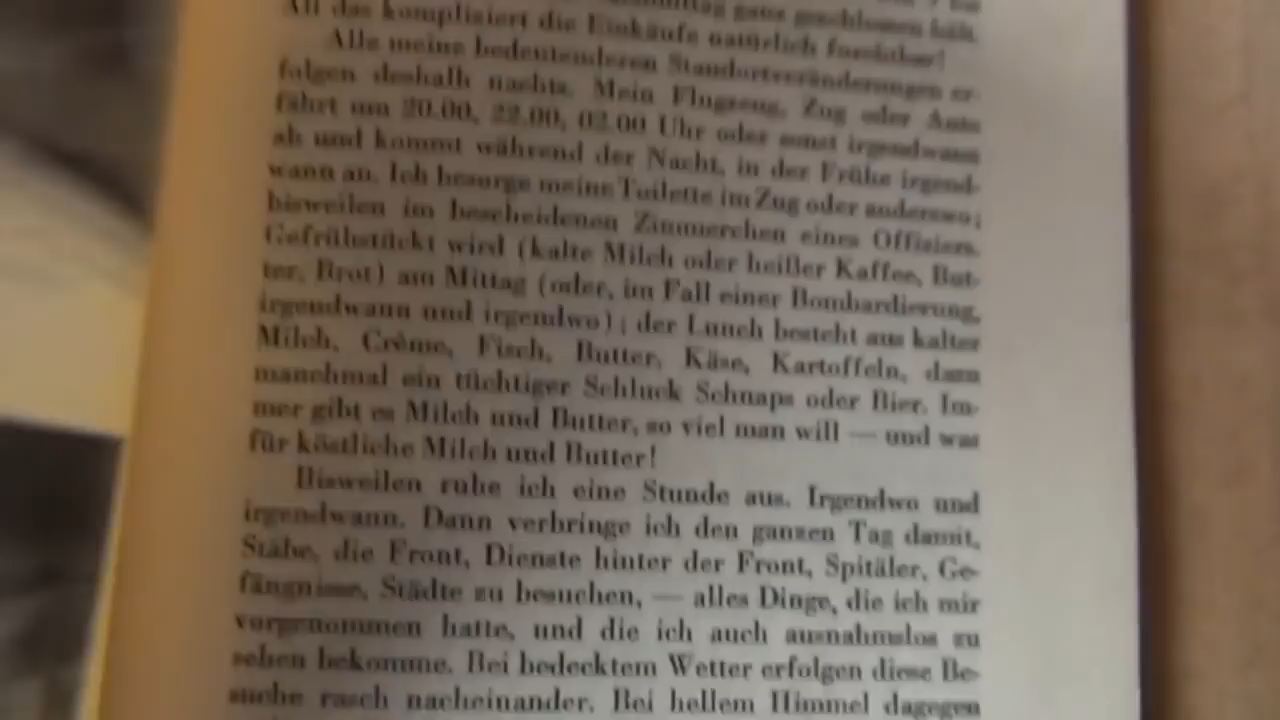 ganz geschlossen hält.
All das kompliziert die Einkäufe natürlich furchtbar!
Alle meine bedeutenderen Standortveränderungen er-
folgen deshalb nachts. Mein Flugzeug, Zug oder Auto
fährt um 20.00, 22.00, 02.00 Uhr oder sonst irgendwann
ab und kommt während der Nacht, in der Frühe irgend-
wann an. Ich besorge meine Toilette im Zug oder anderswo;
bisweilen im bescheidenen Zimmerchen eines Offiziers.
Gefrühstückt wird (kalte Milch oder heißer Kaffee, But-
ter, Brot) am Mittag (oder, im Fall einer Bombardierung,
irgendwann und irgendwo); der Lunch besteht aus kalter
Milch, Crème, Fisch, Butter, Käse, Kartoffeln, dazu
manchmal ein tüchtiger Schluck Schnaps oder Bier. Im-
mer gibt es Milch und Butter, so viel man will — und was
für köstliche Milch und Butter!
Bisweilen ruhe ich eine Stunde aus. Irgendwo und
irgendwann. Dann verbringe ich den ganzen Tag damit,
Stäbe, die Front, Dienste hinter der Front, Spitäler, Ge-
fängnisse, Städte zu besuchen, — alles Dinge, die ich mir
vorgenommen hatte, und die ich auch ausnahmslos zu
sehen bekomme. Bei bedecktem Wetter erfolgen diese Be-
suche rasch nacheinander. Bei hellem Himmel dagegen